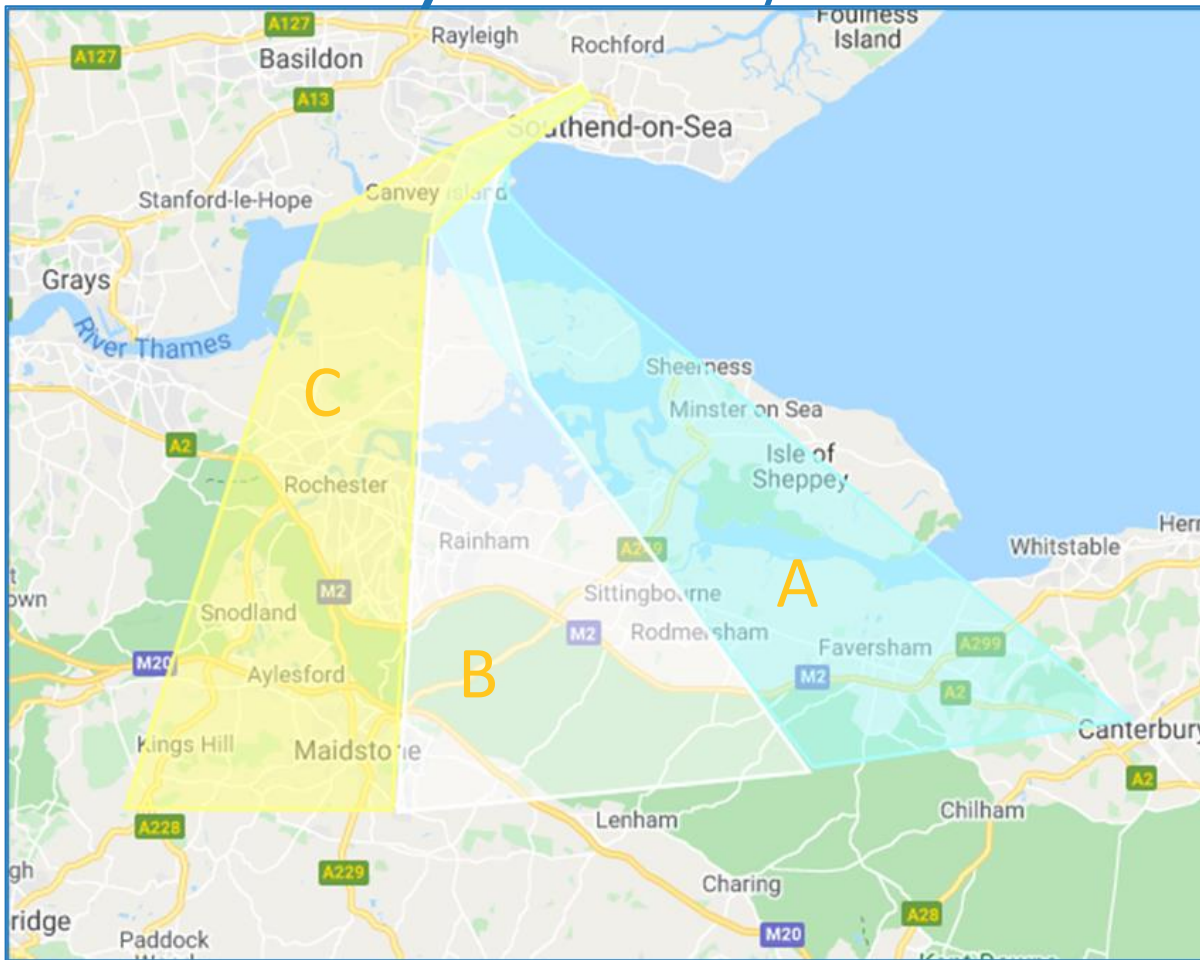 Foulness
Island
A127
Rayleigh
Rochford
A127
Basildon
A13
Southend-on-Sea
Canvey Island
Stanford-le-Hope
Grays
River Thames
Sheerness
C
Minster on Sea
A2
Isle of
Sheppey
Rochester
Rainham
A249
Whitstable
A
M2
Sittingbourne
Snodland
M2
Rodmersham
Faversham
A299
M20
B
Aylesford
M2
A2
Kings Hill
Maidstone
Canterbury
A2
A228
Lenham
Chilham
A229
Charing
A28
M20
Paddock